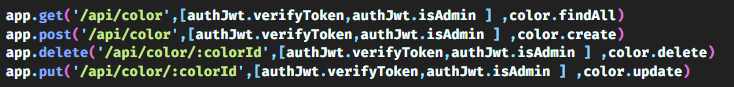 app.get('/api/color',[authJwt.verifyToken,authJwt.isAdmin ] ,color.findAll)
app.post('/api/color',[authJwt.verifyToken,authJwt.isAdmin ] ,color.create)
app.delete('/api/color/:colorId',[authJwt.verifyToken,authJwt.isAdmin ] ,color.delete)
app.put('/api/color/:colorId',[authJwt.verifyToken,authJwt.isAdmin ] ,color.update)